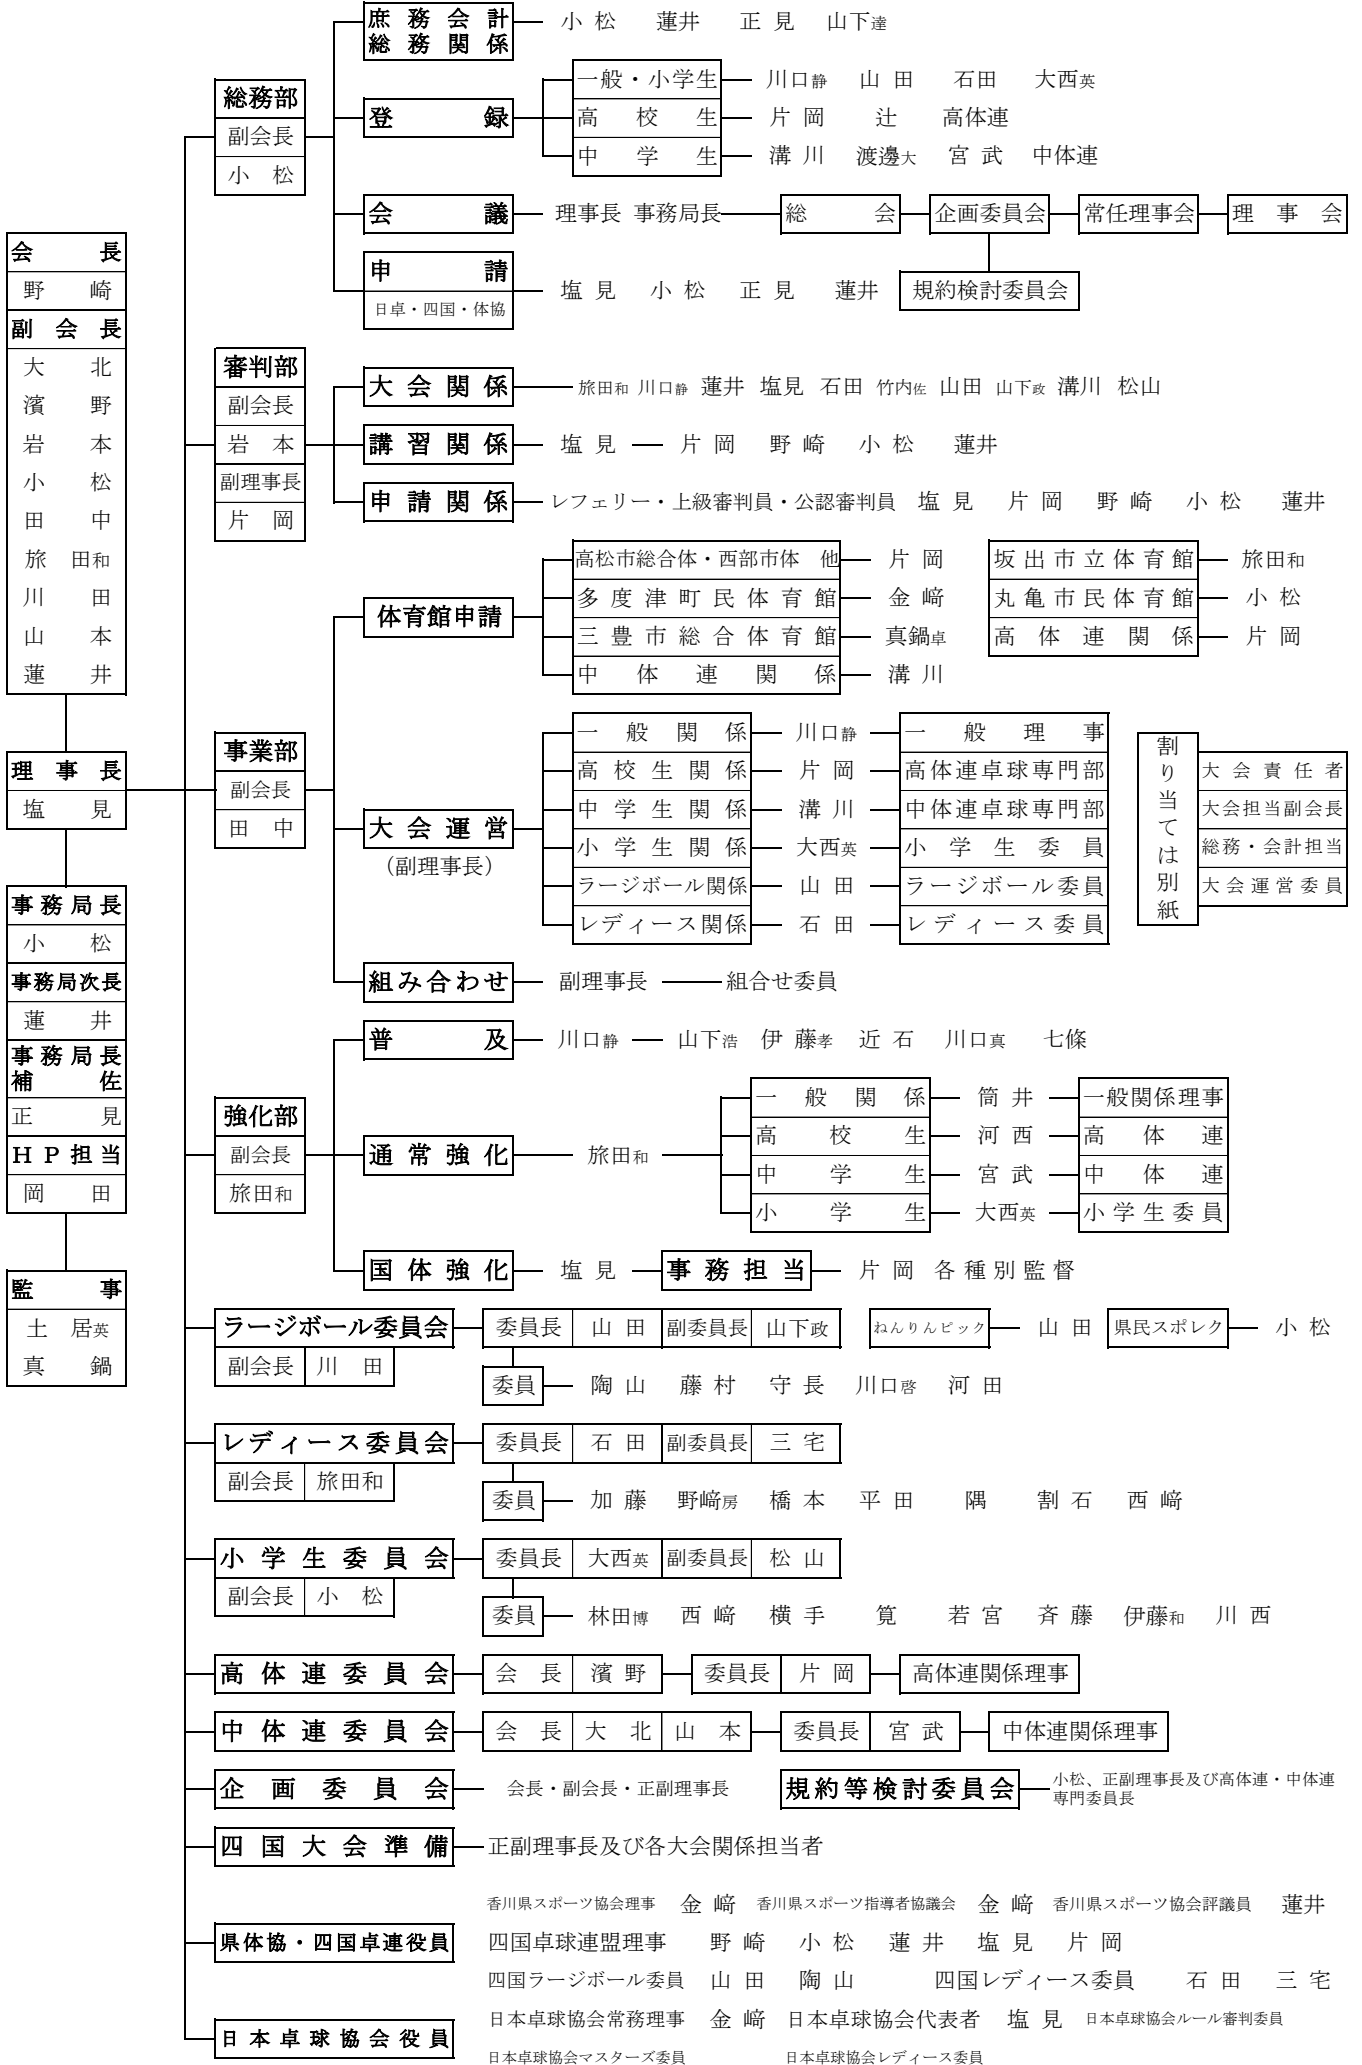 会長
野崎
副会長
大北
濱野
岩本
小松
田中
旅田和
川田
山本
蓮井
理事長
塩見
事務局長
小松
事務局次長
蓮井
事務局長
補佐
正見
ＨＰ担当
岡田
監事
土居英
真鍋
総務部
副会長
小松
庶務会計
総務関係
小松 蓮井 正見 山下達
登録
一般・小学生 川口静 山田 石田 大西英
高校生 片岡 辻 高体連
中学生 溝川 渡邊大 宮武 中体連
会議 理事長 事務局長 総会 企画委員会 常任理事会 理事会
規約検討委員会
申請
日卓・四国・体協
塩見 小松 正見 蓮井
審判部
副会長
岩本
副理事長
片岡
大会関係 旅田和 川口静 蓮井 塩見 石田 竹内佐 山田 山下政 溝川 松山
講習関係 塩見 片岡 野崎 小松 蓮井
申請関係 レフェリー・上級審判員・公認審判員 塩見 片岡 野崎 小松 蓮井
事業部
副会長
田中
体育館申請
高松市総合体・西部市体 他 片岡 坂出市立体育館 旅田和
多度津町民体育館 金﨑 丸亀市民体育館 小松
三豊市総合体育館 真鍋卓 高体連関係 片岡
中体連関係 溝川
大会運営
（副理事長）
一般関係 川口静 一般理事
高校生関係 片岡 高体連卓球専門部
中学生関係 溝川 中体連卓球専門部
小学生関係 大西英 小学生委員
ラージボール関係 山田 ラージボール委員
レディース関係 石田 レディース委員
割り当ては別紙
大会責任者
大会担当副会長
総務・会計担当
大会運営委員
組み合わせ 副理事長 組合せ委員
強化部
副会長
旅田和
普及 川口静 山下浩 伊藤孝 近石 川口真 七條
通常強化 旅田和
一般関係 筒井 一般関係理事
高校生 河西 高体連
中学生 宮武 中体連
小学生 大西英 小学生委員
国体強化 塩見 事務担当 片岡 各種別監督
ラージボール委員会 委員長 山田 副委員長 山下政 ねんりんピック 山田 県民スポレク 小松
副会長 川田
委員 陶山 藤村 守長 川口啓 河田
レディース委員会 委員長 石田 副委員長 三宅
副会長 旅田和
委員 加藤 野﨑房 橋本 平田 隅 割石 西﨑
小学生委員会 委員長 大西英 副委員長 松山
副会長 小松
委員 林田博 西﨑 横手 筧 若宮 斉藤 伊藤和 川西
高体連委員会 会長 濱野 委員長 片岡 高体連関係理事
中体連委員会 会長 大北 山本 委員長 宮武 中体連関係理事
企画委員会 会長・副会長・正副理事長 規約等検討委員会 小松、正副理事長及び高体連・中体連
専門委員長
四国大会準備 正副理事長及び各大会関係担当者
県体協・四国卓連役員
香川県スポーツ協会理事 金﨑 香川県スポーツ指導者協議会 金﨑 香川県スポーツ協会評議員 蓮井
四国卓球連盟理事 野崎 小松 蓮井 塩見 片岡
四国ラージボール委員 山田 陶山 四国レディース委員 石田 三宅
日本卓球協会役員
日本卓球協会常務理事 金﨑 日本卓球協会代表者 塩見 日本卓球協会ルール審判委員
日本卓球協会マスターズ委員 日本卓球協会レディース委員